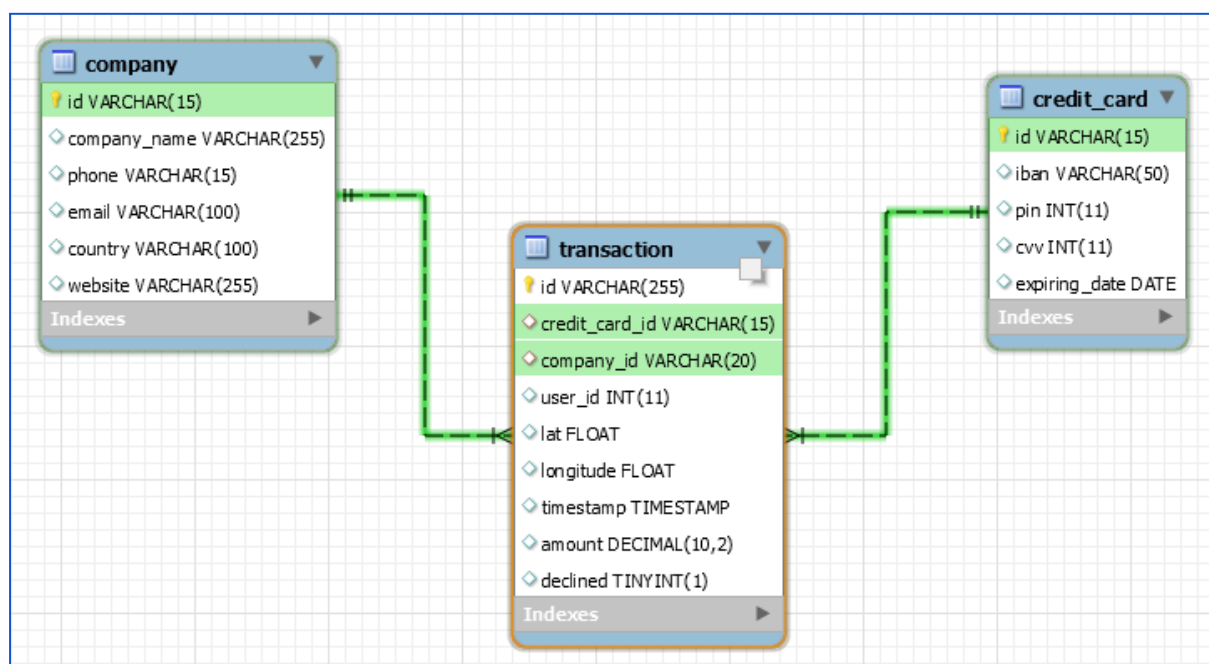 company
id VARCHAR(15)
company_name VARCHAR(255)
phone VARCHAR(15)
email VARCHAR(100)
country VARCHAR(100)
website VARCHAR(255)
Indexes
transaction
id VARCHAR(255)
credit_card_id VARCHAR(15)
company_id VARCHAR(20)
user_id INT(11)
lat FLOAT
longitude FLOAT
timestamp TIMESTAMP
amount DECIMAL(10,2)
declined TINYINT(1)
Indexes
credit_card
id VARCHAR(15)
iban VARCHAR(50)
pin INT(11)
cvv INT(11)
expiring_date DATE
Indexes